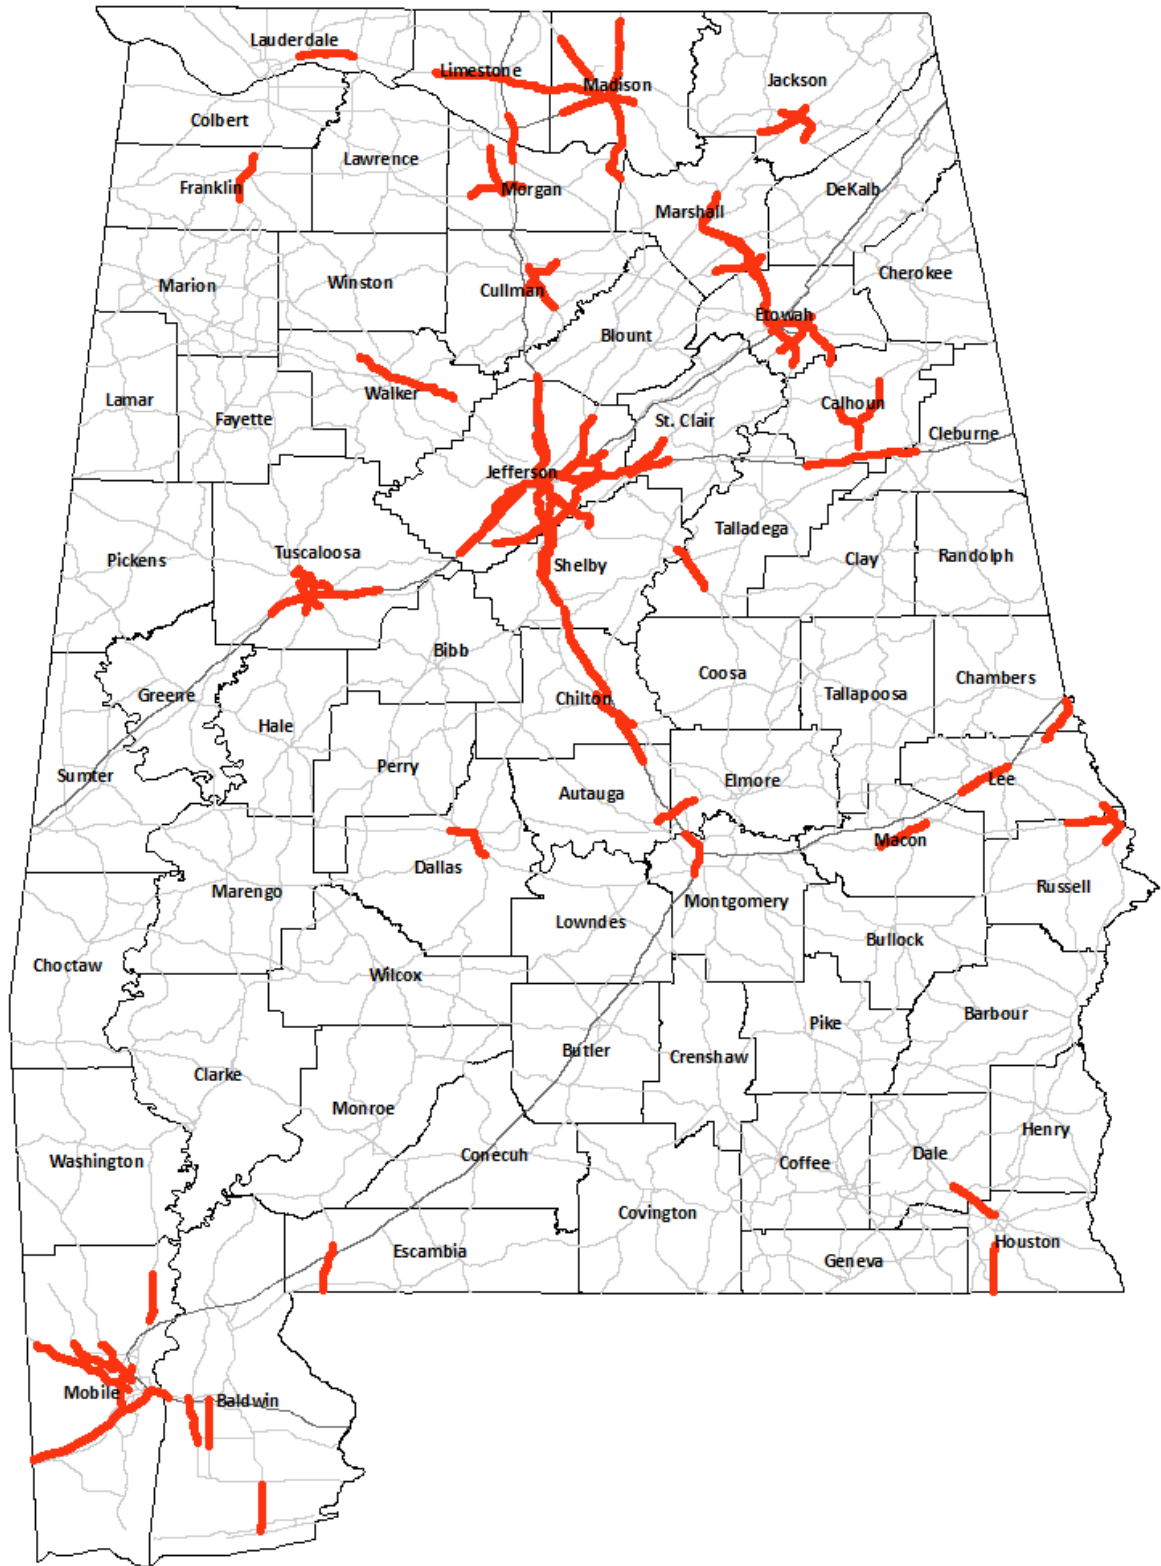 Lauderdale
Limestone
Madison
Jackson
Colbert
Lawrence
Franklin
Morgan
DeKalb
Marshall
Marion
Winston
Cullman
Cherokee
Etowah
Blount
Lamar
Fayette
Walker
Calhoun
St. Clair
Cleburne
Jefferson
Pickens
Tuscaloosa
Talladega
Clay
Randolph
Shelby
Bibb
Greene
Hale
Chilton
Coosa
Tallapoosa
Chambers
Sumter
Perry
Autauga
Elmore
Lee
Macon
Dallas
Marengo
Lowndes
Montgomery
Russell
Bullock
Choctaw
Wilcox
Barbour
Pike
Butler
Crenshaw
Clarke
Monroe
Henry
Washington
Conecuh
Coffee
Dale
Covington
Escambia
Geneva
Houston
Mobile
Baldwin